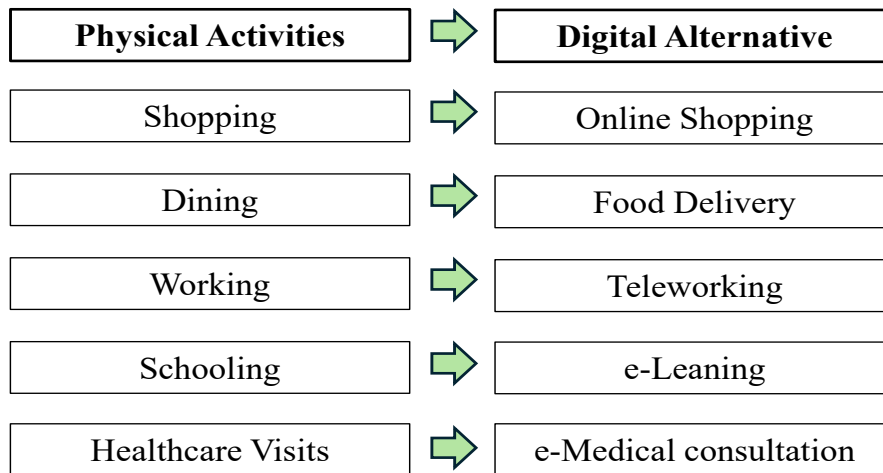 Physical Activities
Digital Alternative
Shopping
Online Shopping
Dining
Food Delivery
Working
Teleworking
Schooling
e-Leaning
Healthcare Visits
e-Medical consultation